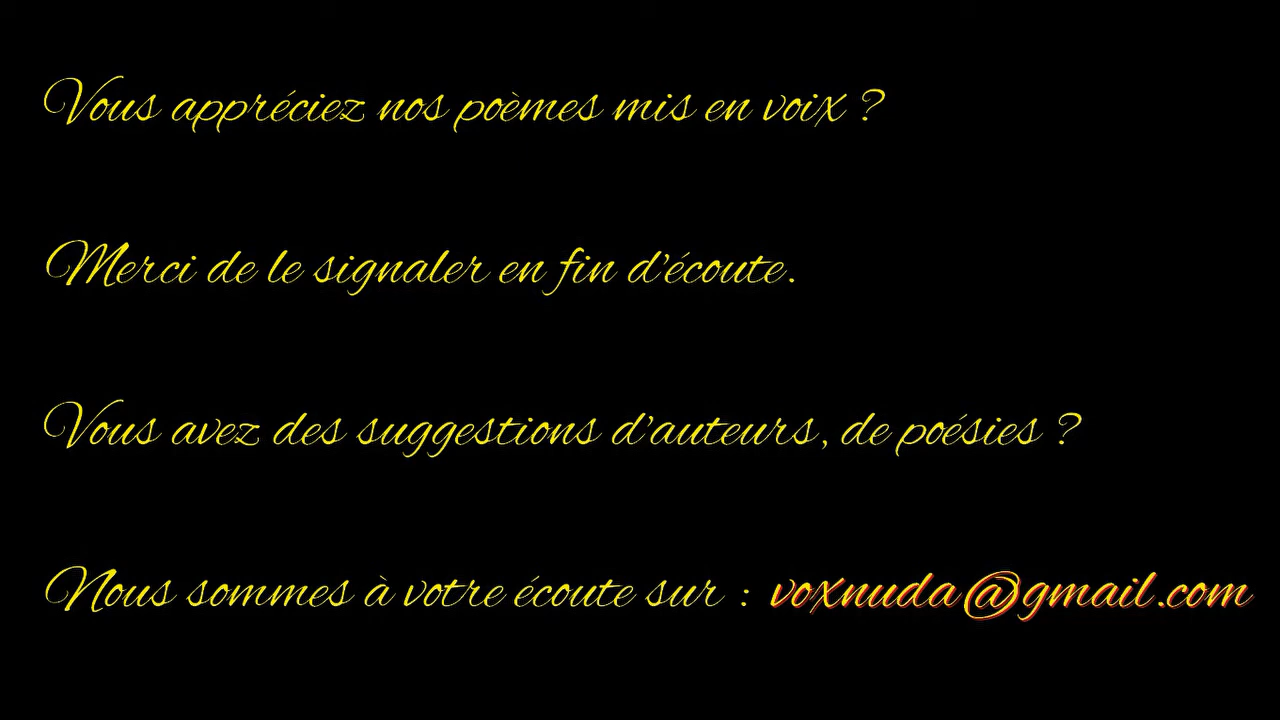 Vous appréciez nos poèmes mis en voix ?
Merci de le signaler en fin d'écoute.
Vous avez des suggestions d'auteurs, de poésies ?
Nous sommes à votre écoute sur : voxnuda@gmail.com